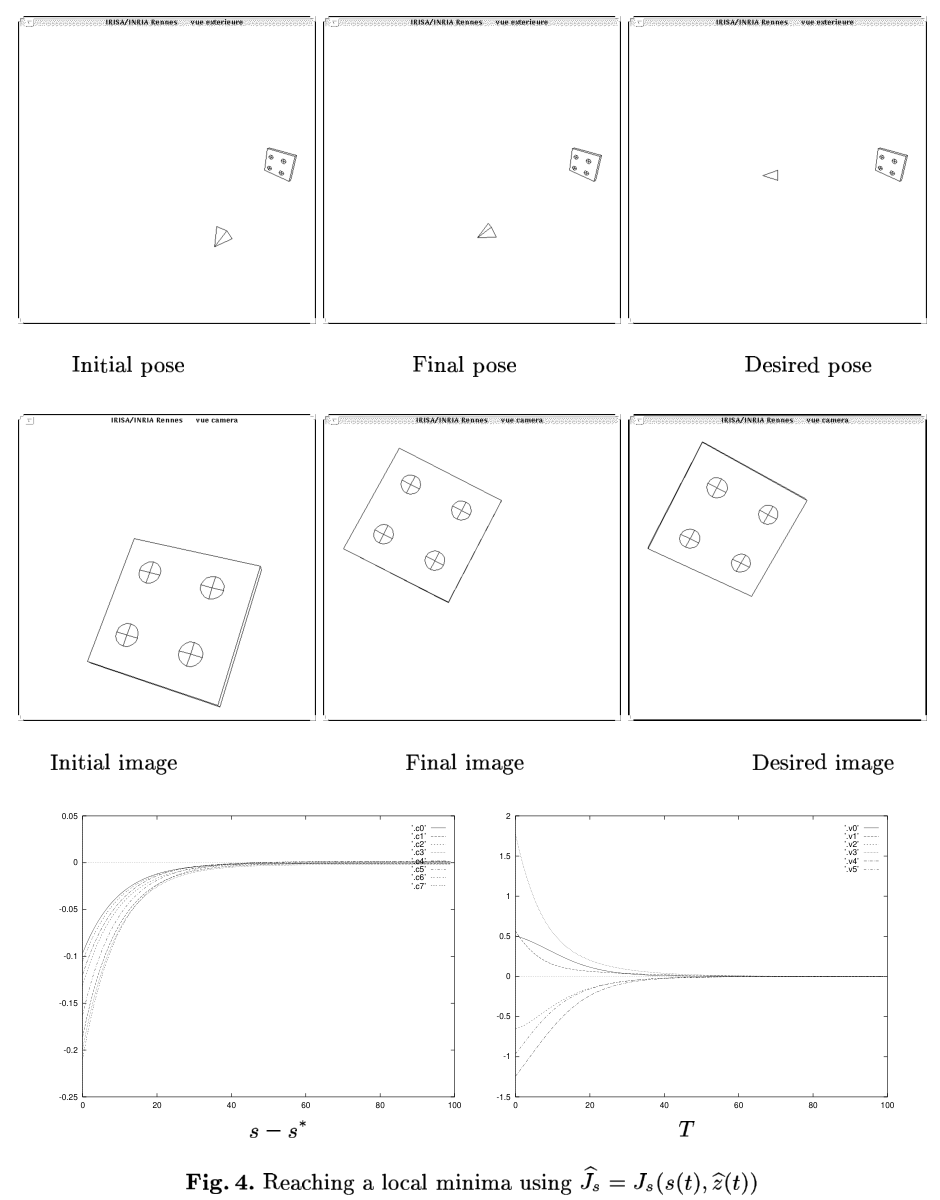 IRISA/INRIA Rennes vue exterieure
IRISA/INRIA Rennes vue exterieure
IRISA/INRIA Rennes vue exterieure
Initial pose
Final pose
Desired pose
IRISA/INRIA Rennes vue camera
IRISA/INRIA Rennes vue camera
IRISA/INRIA Rennes vue camera
Initial image
Final image
Desired image
0.05
0
-0.05
-0.1
-0.15
-0.2
-0.25
0 20 40 60 80 100
'.c0'
'.c1'
'.c2'
'.c3'
'.c4'
'.c5'
'.c6'
'.c7'
s − s*
2
1.5
1
0.5
0
-0.5
-1
-1.5
0 20 40 60 80 100
'.v0'
'.v1'
'.v2'
'.v3'
'.v4'
'.v5'
T
Fig. 4. Reaching a local minima using Ĵₛ = Jₛ(s(t), ẑ(t))